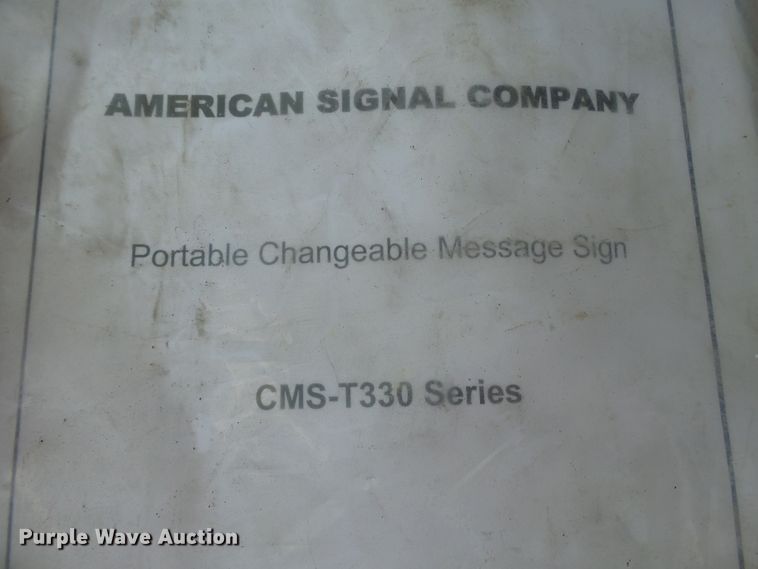 AMERICAN SIGNAL COMPANY
Portable Changeable Message Sign
CMS-T330 Series
Purple Wave Auction